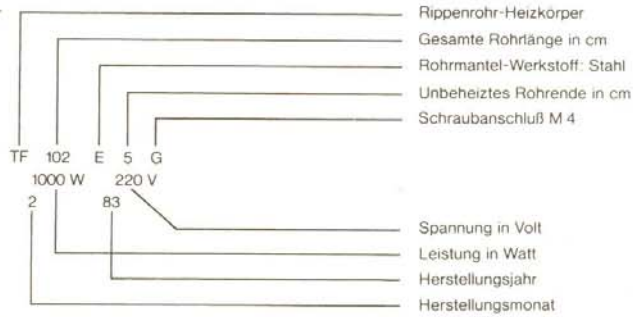 Rippenrohr-Heizkörper
Gesamte Rohrlänge in cm
Rohrmantel-Werkstoff: Stahl
Unbeheiztes Rohrende in cm
Schraubanschluß M 4
TF 102 E 5 G
1000 W 220 V
2 83
Spannung in Volt
Leistung in Watt
Herstellungsjahr
Herstellungsmonat